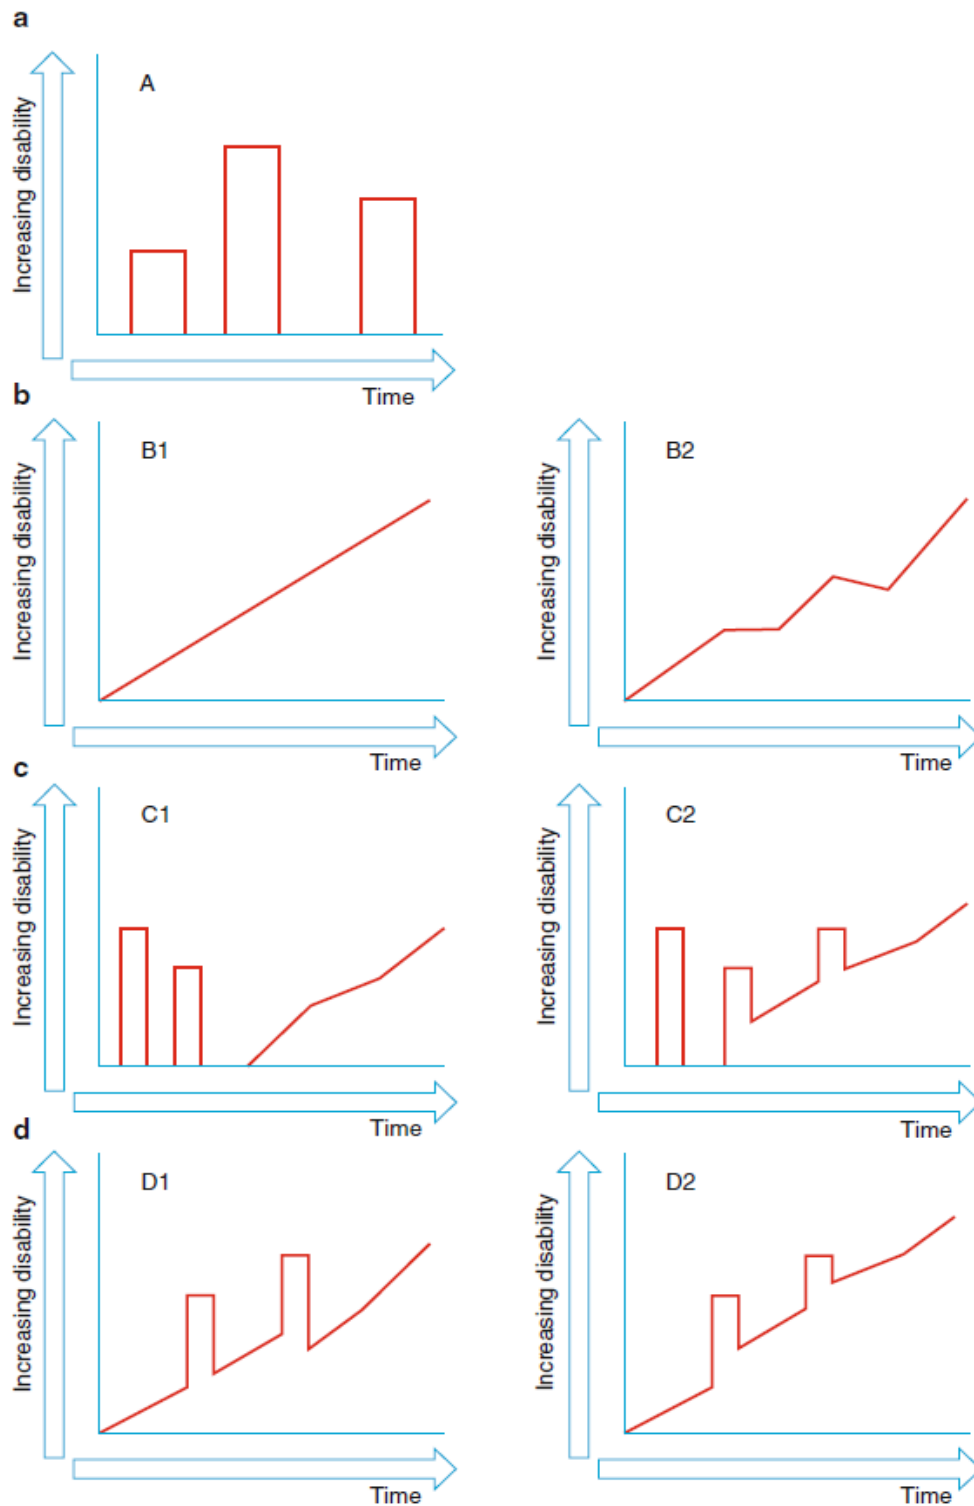 a
A
Increasing disability
Time
b
B1
Increasing disability
Time
B2
Increasing disability
Time
c
C1
Increasing disability
Time
C2
Increasing disability
Time
d
D1
Increasing disability
Time
D2
Increasing disability
Time